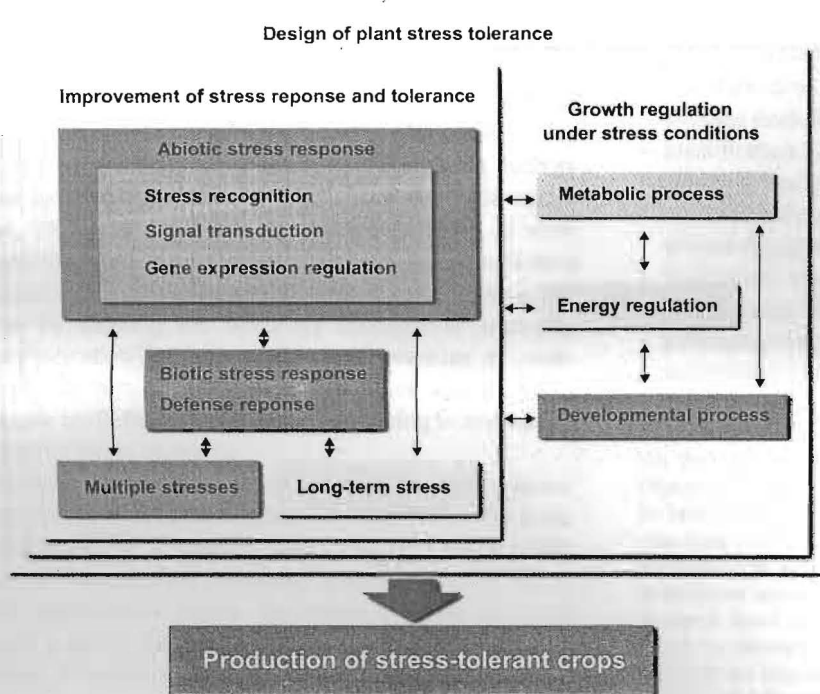 Design of plant stress tolerance
Improvement of stress reponse and tolerance
Abiotic stress response
Stress recognition
Signal transduction
Gene expression regulation
Biotic stress response
Defense reponse
Multiple stresses
Long-term stress
Growth regulation
under stress conditions
Metabolic process
Energy regulation
Developmental process
Production of stress-tolerant crops